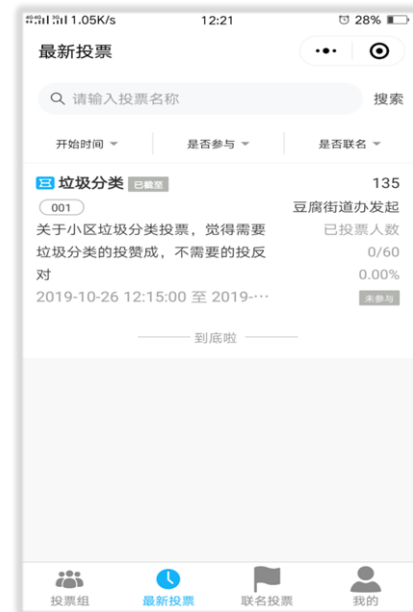 1.05K/s 12:21 28%
最新投票
请输入投票名称 搜索
开始时间 是否参与 是否联名
垃圾分类 已截至 135
001 豆腐街道办发起
关于小区垃圾分类投票，觉得需要 已投票人数
垃圾分类的投赞成，不需要的投反 0/60
对 0.00%
2019-10-26 12:15:00 至 2019-… 未参与
到底啦
投票组 最新投票 联名投票 我的